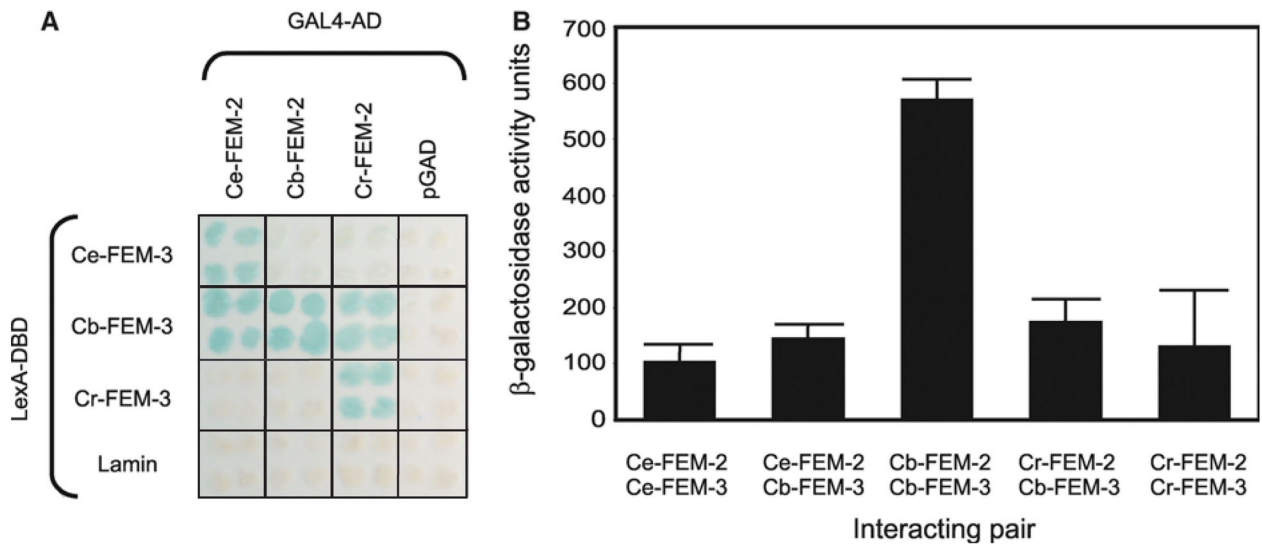 A
GAL4-AD
Ce-FEM-2
Cb-FEM-2
Cr-FEM-2
pGAD
LexA-DBD
Ce-FEM-3
Cb-FEM-3
Cr-FEM-3
Lamin
B
β-galactosidase activity units
700
600
500
400
300
200
100
0
Ce-FEM-2
Ce-FEM-3
Ce-FEM-2
Cb-FEM-3
Cb-FEM-2
Cb-FEM-3
Cr-FEM-2
Cb-FEM-3
Cr-FEM-2
Cr-FEM-3
Interacting pair